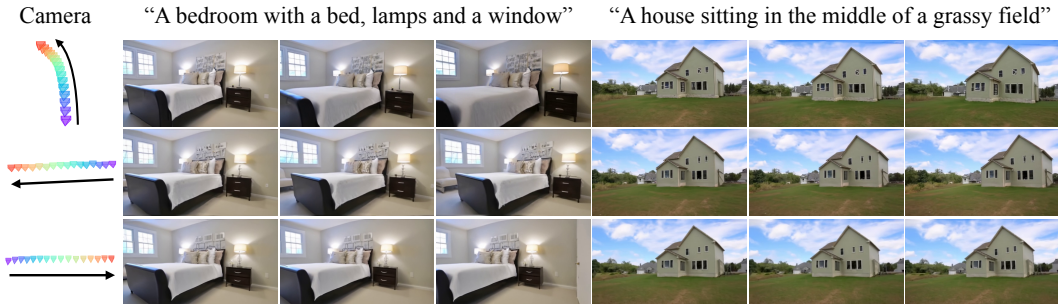 Camera
“A bedroom with a bed, lamps and a window”
“A house sitting in the middle of a grassy field”